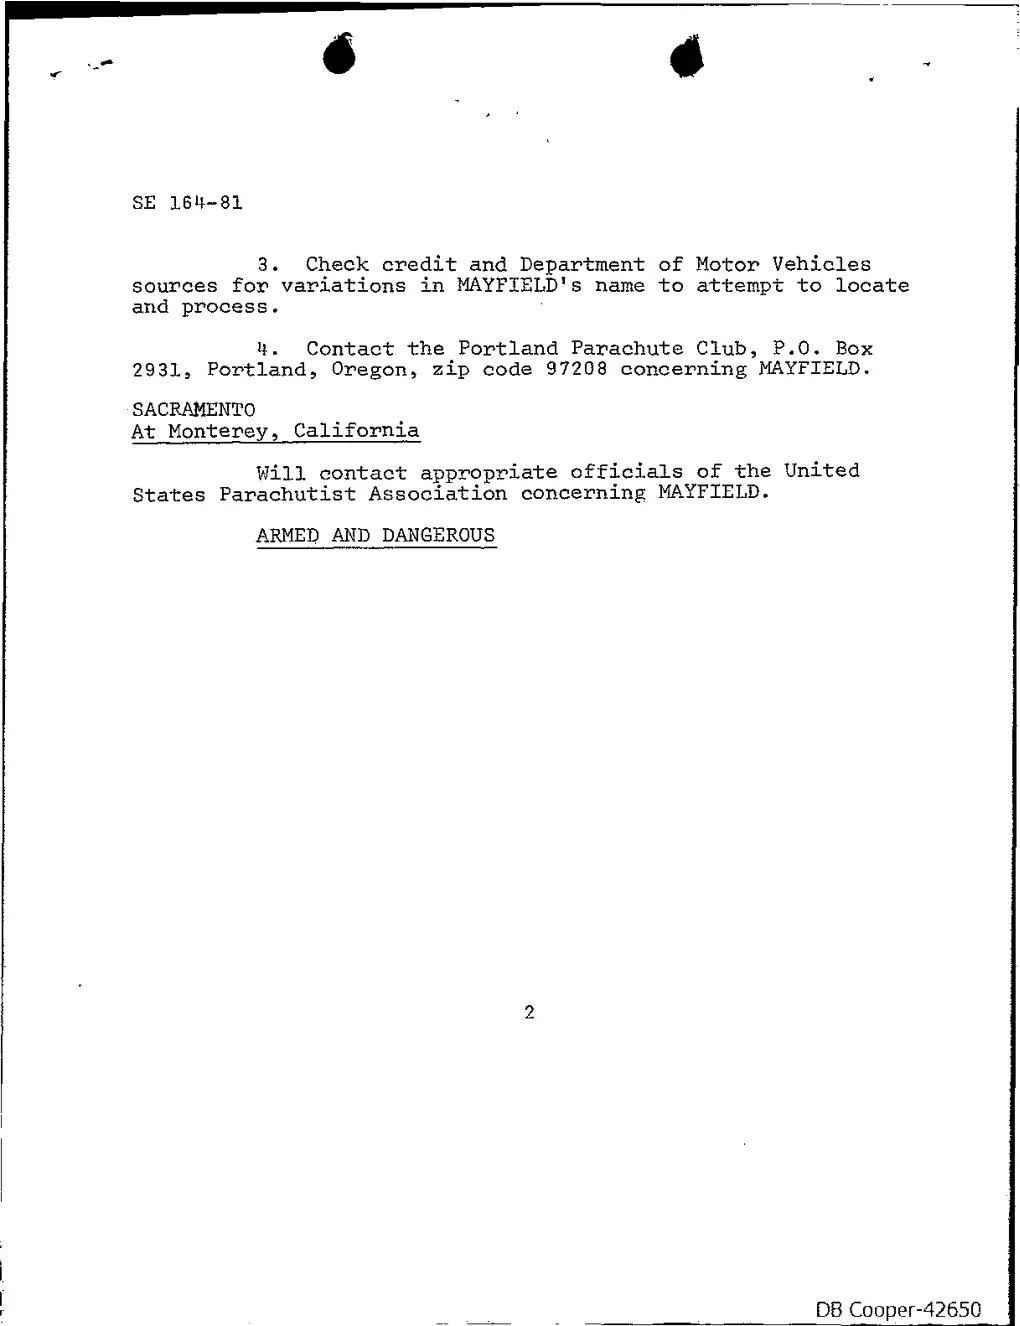 SE 164-81
3. Check credit and Department of Motor Vehicles
sources for variations in MAYFIELD's name to attempt to locate
and process.
4. Contact the Portland Parachute Club, P.O. Box
2931, Portland, Oregon, zip code 97208 concerning MAYFIELD.
SACRAMENTO
At Monterey, California
Will contact appropriate officials of the United
States Parachutist Association concerning MAYFIELD.
ARMED AND DANGEROUS
2
DB Cooper-42650